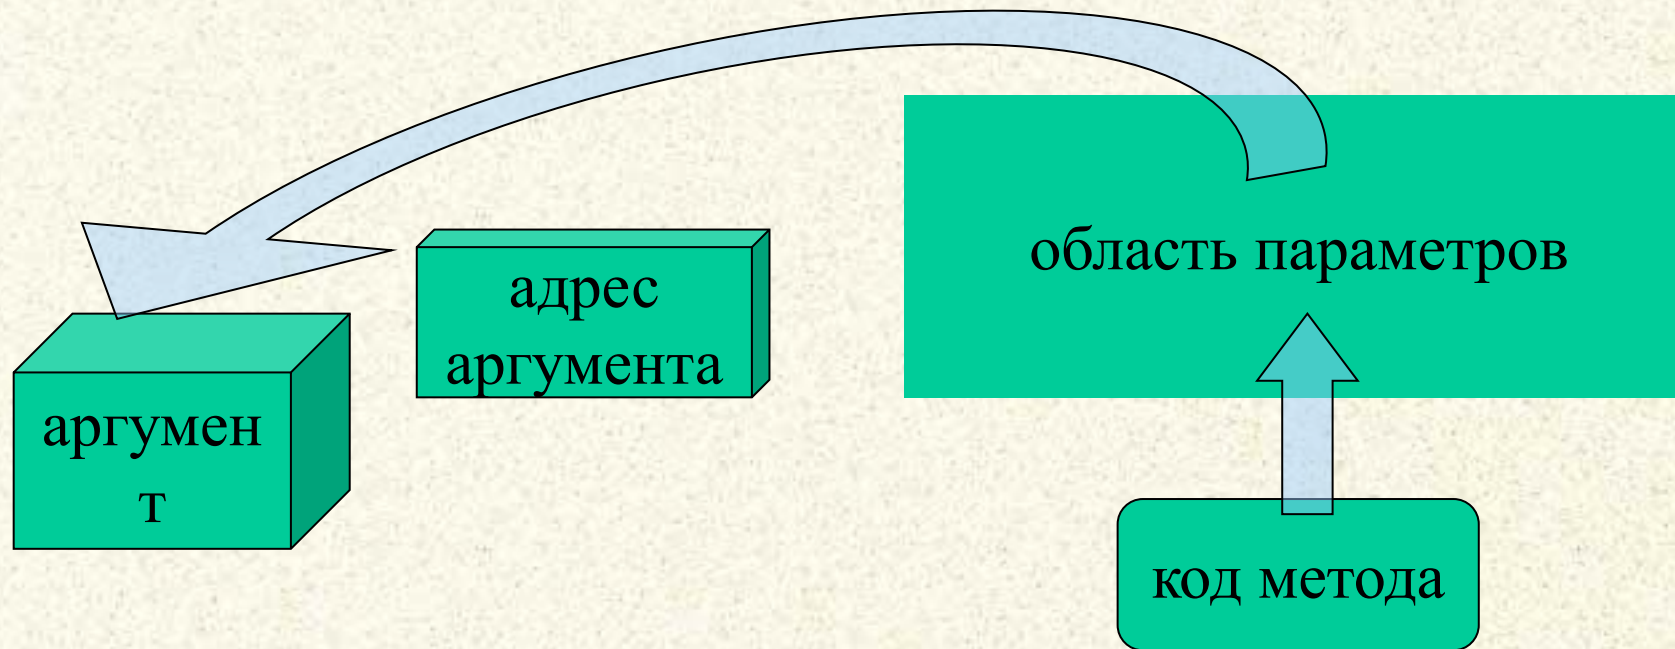 область параметров
адрес
аргумента
аргумен
т
код метода